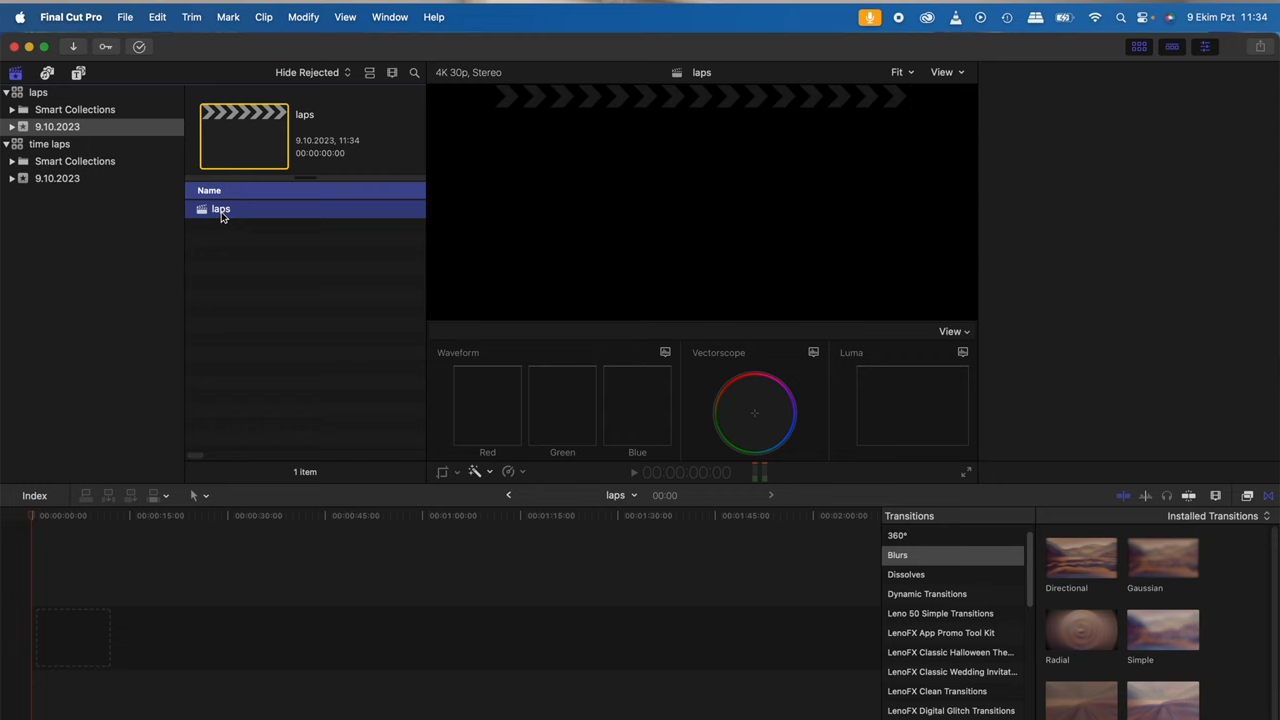 Final Cut Pro File Edit Trim Mark Clip Modify View Window Help 9 Ekim Pzt 11:34
Hide Rejected
4K 30p, Stereo laps Fit View
laps
Smart Collections
9.10.2023
time laps
Smart Collections
9.10.2023
laps
9.10.2023, 11:34
00:00:00:00
Name
laps
1 item
View
Waveform Vectorscope Luma
Red Green Blue
00:00:00:00
Index laps 00:00
00:00:00:00 00:00:15:00 00:00:30:00 00:00:45:00 00:01:00:00 00:01:15:00 00:01:30:00 00:01:45:00 00:02:00:00
Transitions Installed Transitions
360°
Blurs
Dissolves
Dynamic Transitions
Leno 50 Simple Transitions
LenoFX App Promo Tool Kit
LenoFX Classic Halloween The...
LenoFX Classic Wedding Invitat...
LenoFX Clean Transitions
LenoFX Digital Glitch Transitions
Directional Gaussian
Radial Simple